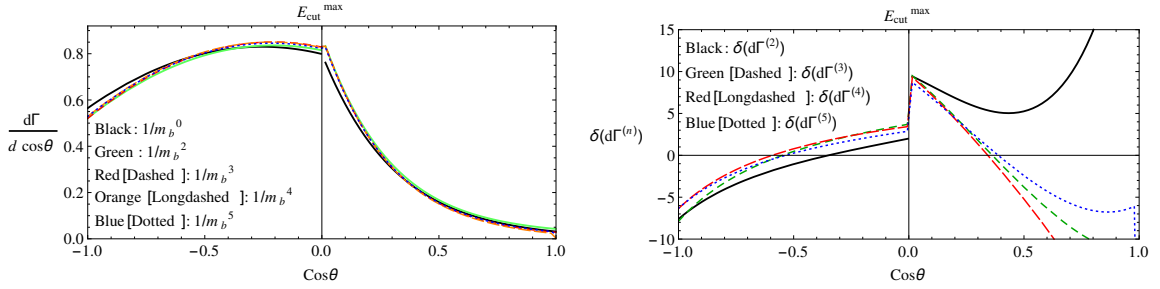 E_cut^max
dΓ / d cosθ
0.8
0.6
0.4
0.2
0.0
Black: 1/m_b^0
Green: 1/m_b^2
Red [Dashed ]: 1/m_b^3
Orange [Longdashed ]: 1/m_b^4
Blue [Dotted ]: 1/m_b^5
-1.0 -0.5 0.0 0.5 1.0
Cosθ
E_cut^max
δ(dΓ^(n))
15
10
5
0
-5
-10
Black: δ(dΓ^(2))
Green [Dashed ]: δ(dΓ^(3))
Red [Longdashed ]: δ(dΓ^(4))
Blue [Dotted ]: δ(dΓ^(5))
-1.0 -0.5 0.0 0.5 1.0
Cosθ